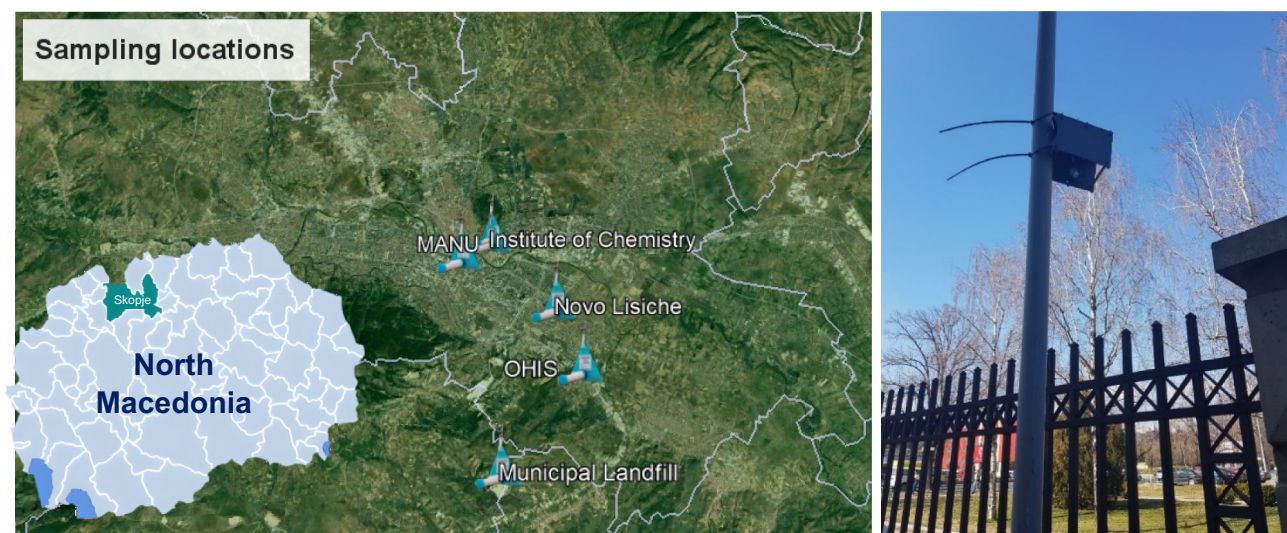 Sampling locations
MANU
Institute of Chemistry
Novo Lisiche
OHIS
Municipal Landfill
Skopje
North
Macedonia